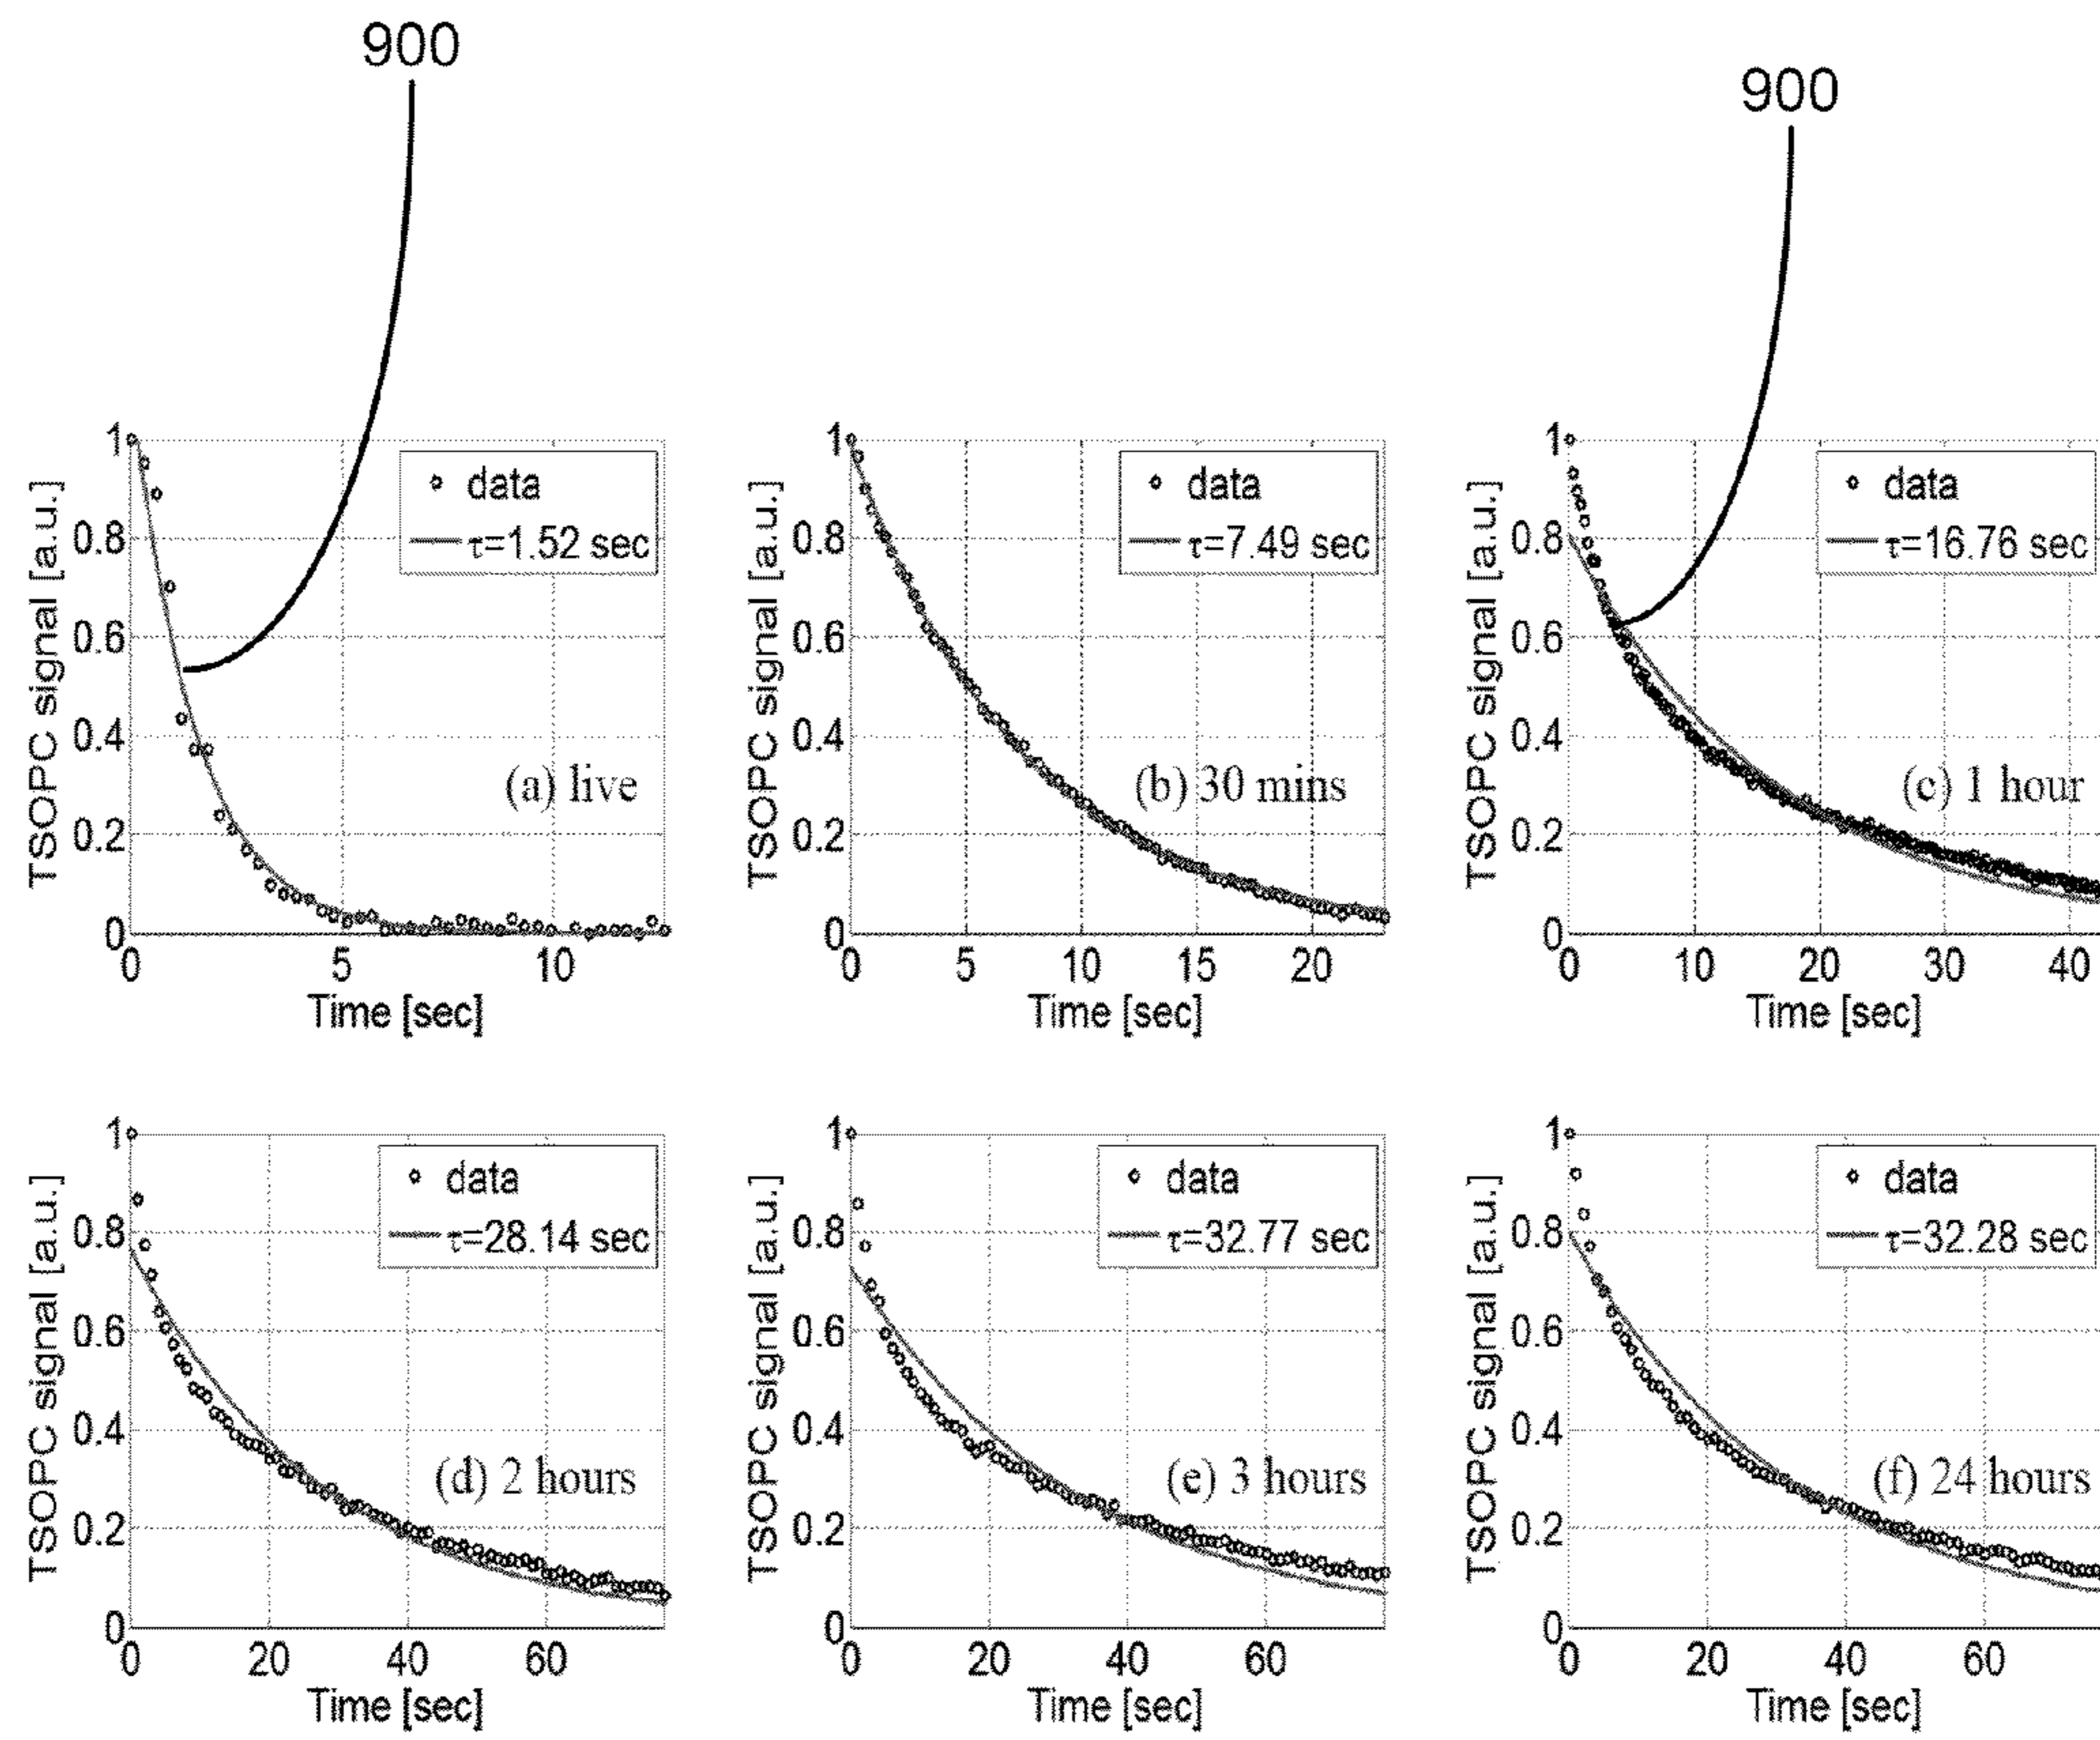 900
900
TSOPC signal [a.u.]
1
0.8
0.6
0.4
0.2
0
0 5 10
Time [sec]
data
τ=1.52 sec
(a) live
TSOPC signal [a.u.]
1
0.8
0.6
0.4
0.2
0
0 5 10 15 20
Time [sec]
data
τ=7.49 sec
(b) 30 mins
TSOPC signal [a.u.]
1
0.8
0.6
0.4
0.2
0
0 10 20 30 40
Time [sec]
data
τ=16.76 sec
(c) 1 hour
TSOPC signal [a.u.]
1
0.8
0.6
0.4
0.2
0
0 20 40 60
Time [sec]
data
τ=28.14 sec
(d) 2 hours
TSOPC signal [a.u.]
1
0.8
0.6
0.4
0.2
0
0 20 40 60
Time [sec]
data
τ=32.77 sec
(e) 3 hours
TSOPC signal [a.u.]
1
0.8
0.6
0.4
0.2
0
0 20 40 60
Time [sec]
data
τ=32.28 sec
(f) 24 hours